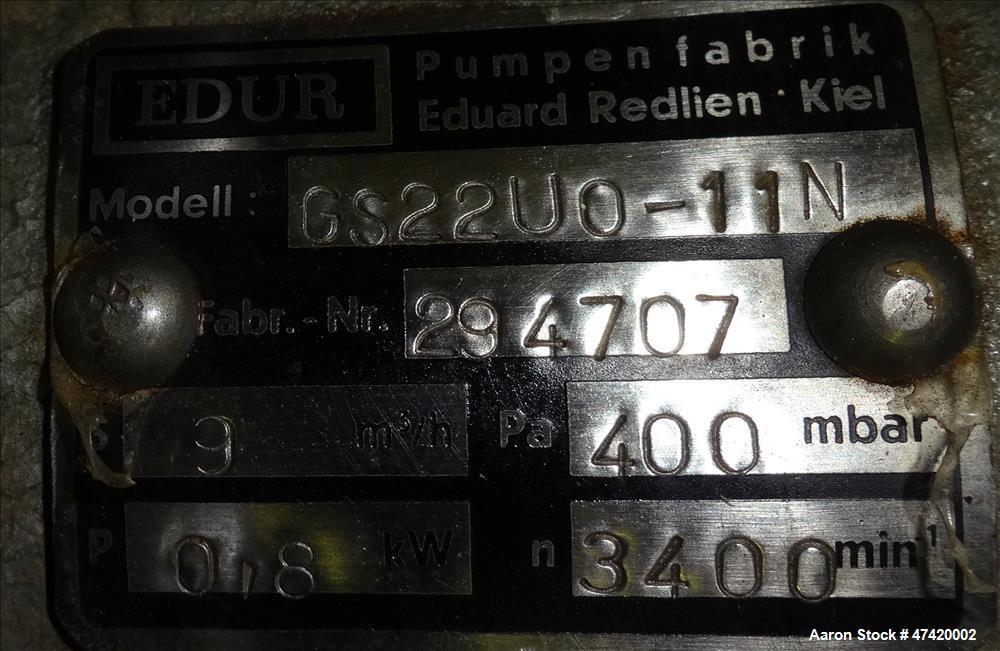 EDUR
Pumpenfabrik
Eduard Redlien · Kiel
Modell: GS22U0-11N
Fabr.-Nr. 294707
S 9 m³/h Pa 400 mbar
P 0,8 kW n 3400 min-1
Aaron Stock # 47420002